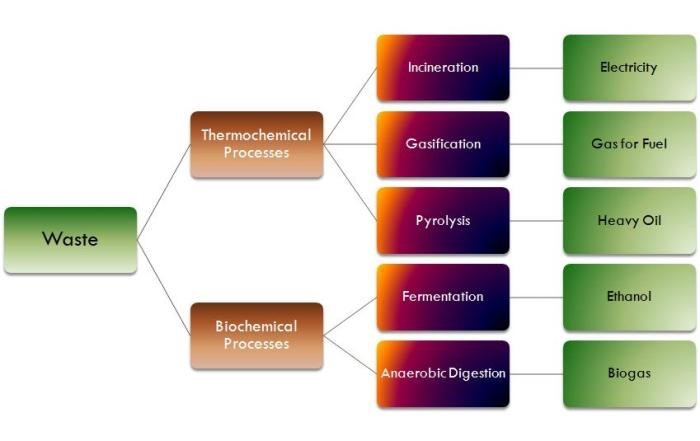 Waste
Thermochemical
Processes
Biochemical
Processes
Incineration
Gasification
Pyrolysis
Fermentation
Anaerobic Digestion
Electricity
Gas for Fuel
Heavy Oil
Ethanol
Biogas